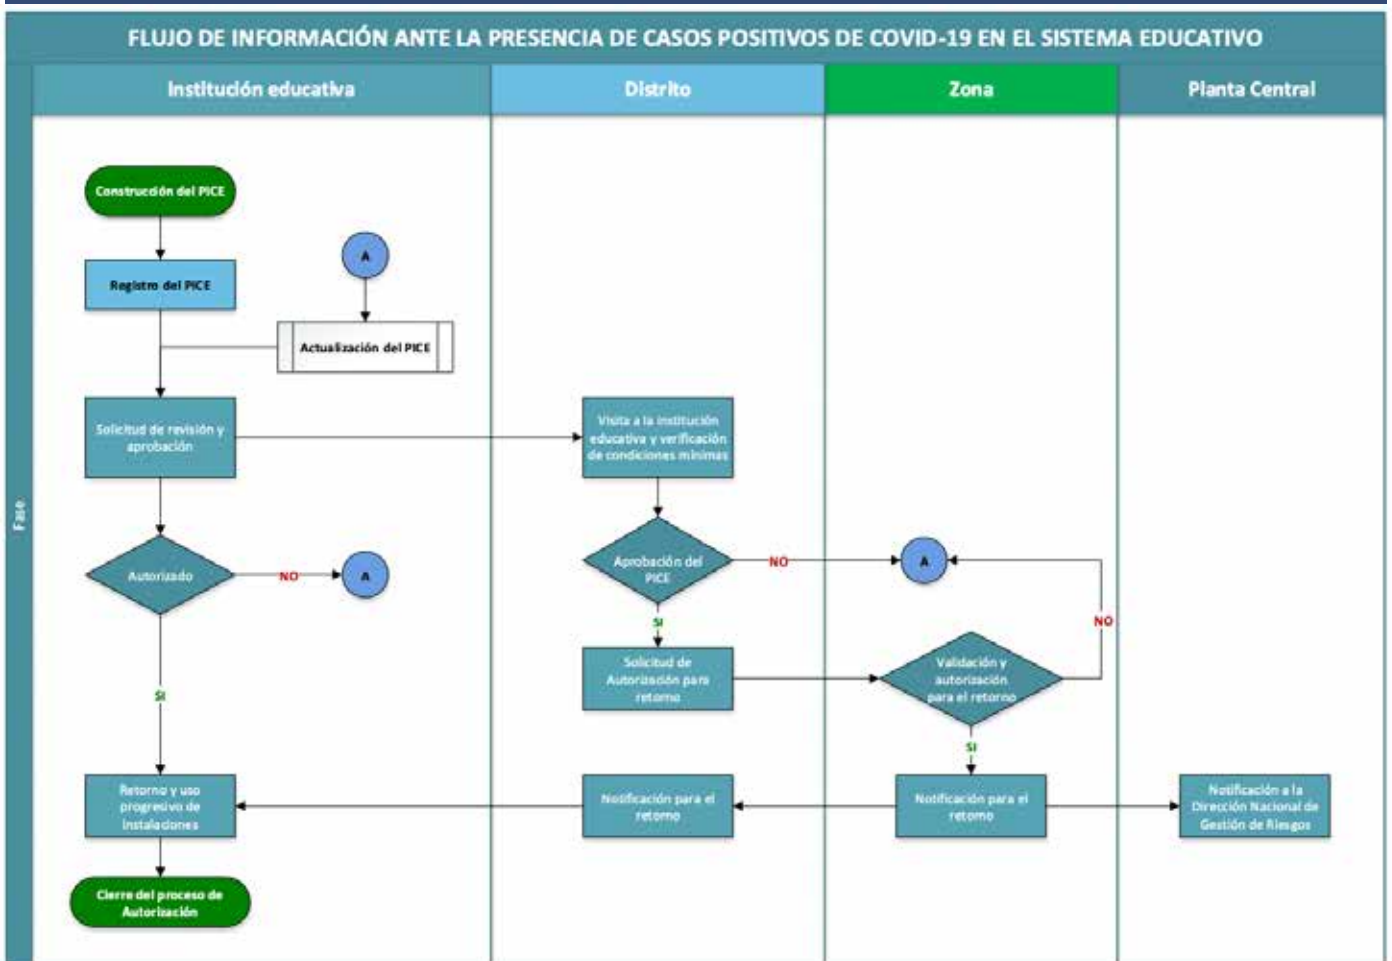 FLUJO DE INFORMACIÓN ANTE LA PRESENCIA DE CASOS POSITIVOS DE COVID-19 EN EL SISTEMA EDUCATIVO
Institución educativa
Distrito
Zona
Planta Central
Fase
Construcción del PICE
Registro del PICE
A
Actualización del PICE
Solicitud de revisión y
aprobación
Autorizado
NO
A
SI
Retorno y uso
progresivo de
instalaciones
Cierre del proceso de
Autorización
Visita a la institución
educativa y verificación
de condiciones mínimas
Aprobación del
PICE
NO
SI
Solicitud de
Autorización para
retorno
Notificación para el
retorno
A
NO
Validación y
autorización
para el retorno
SI
Notificación para el
retorno
Notificación a la
Dirección Nacional de
Gestión de Riesgos